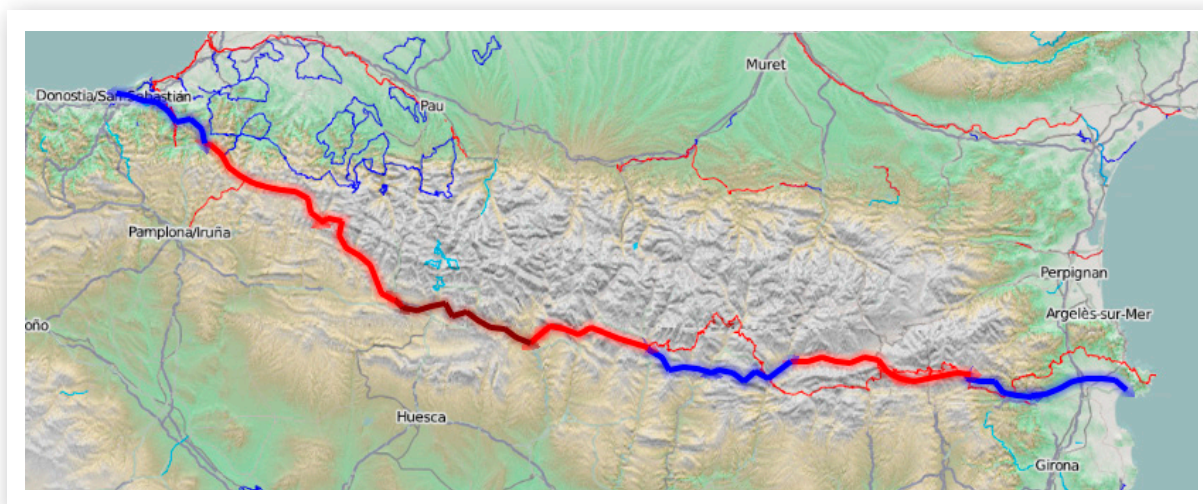 Muret
Donostia/San Sebastián
Pau
Pamplona/Iruña
Perpignan
Argelès-sur-Mer
oño
Huesca
Girona